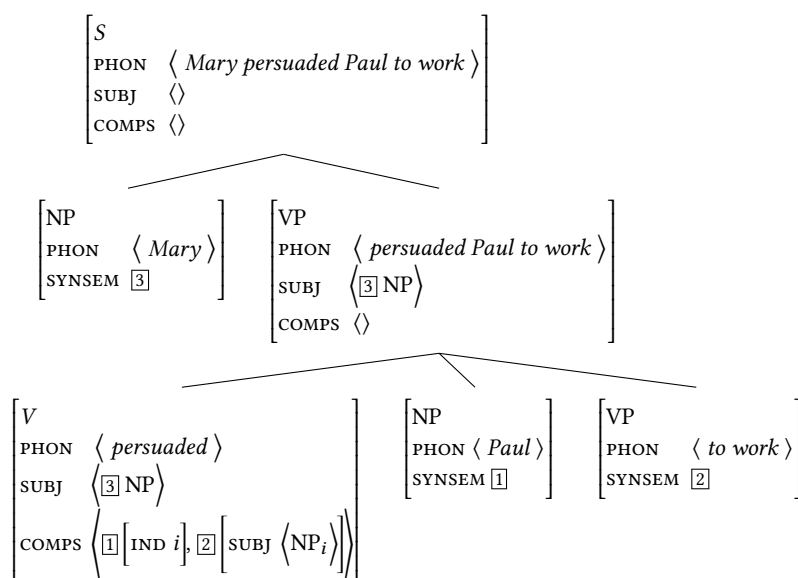 S
PHON ⟨ Mary persuaded Paul to work ⟩
SUBJ ⟨⟩
COMPS ⟨⟩
NP
PHON ⟨ Mary ⟩
SYNSEM 3
VP
PHON ⟨ persuaded Paul to work ⟩
SUBJ ⟨ 3 NP ⟩
COMPS ⟨⟩
V
PHON ⟨ persuaded ⟩
SUBJ ⟨ 3 NP ⟩
COMPS ⟨ 1 [IND i], 2 [SUBJ ⟨NPᵢ⟩] ⟩
NP
PHON ⟨ Paul ⟩
SYNSEM 1
VP
PHON ⟨ to work ⟩
SYNSEM 2